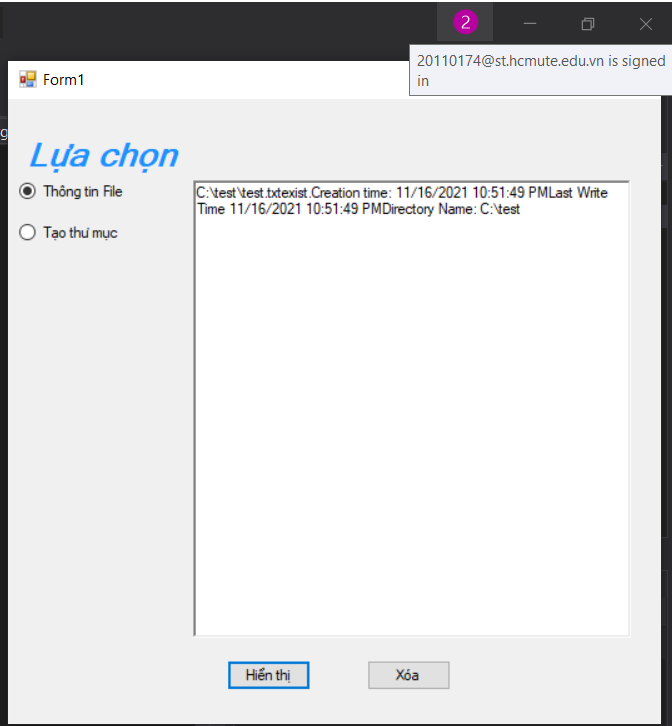 2
20110174@st.hcmute.edu.vn is signed
in
Form1
g
Lựa chọn
Thông tin File
Tạo thư mục
C:\test\test.txtexist.Creation time: 11/16/2021 10:51:49 PMLast Write
Time 11/16/2021 10:51:49 PMDirectory Name: C:\test
Hiển thị
Xóa